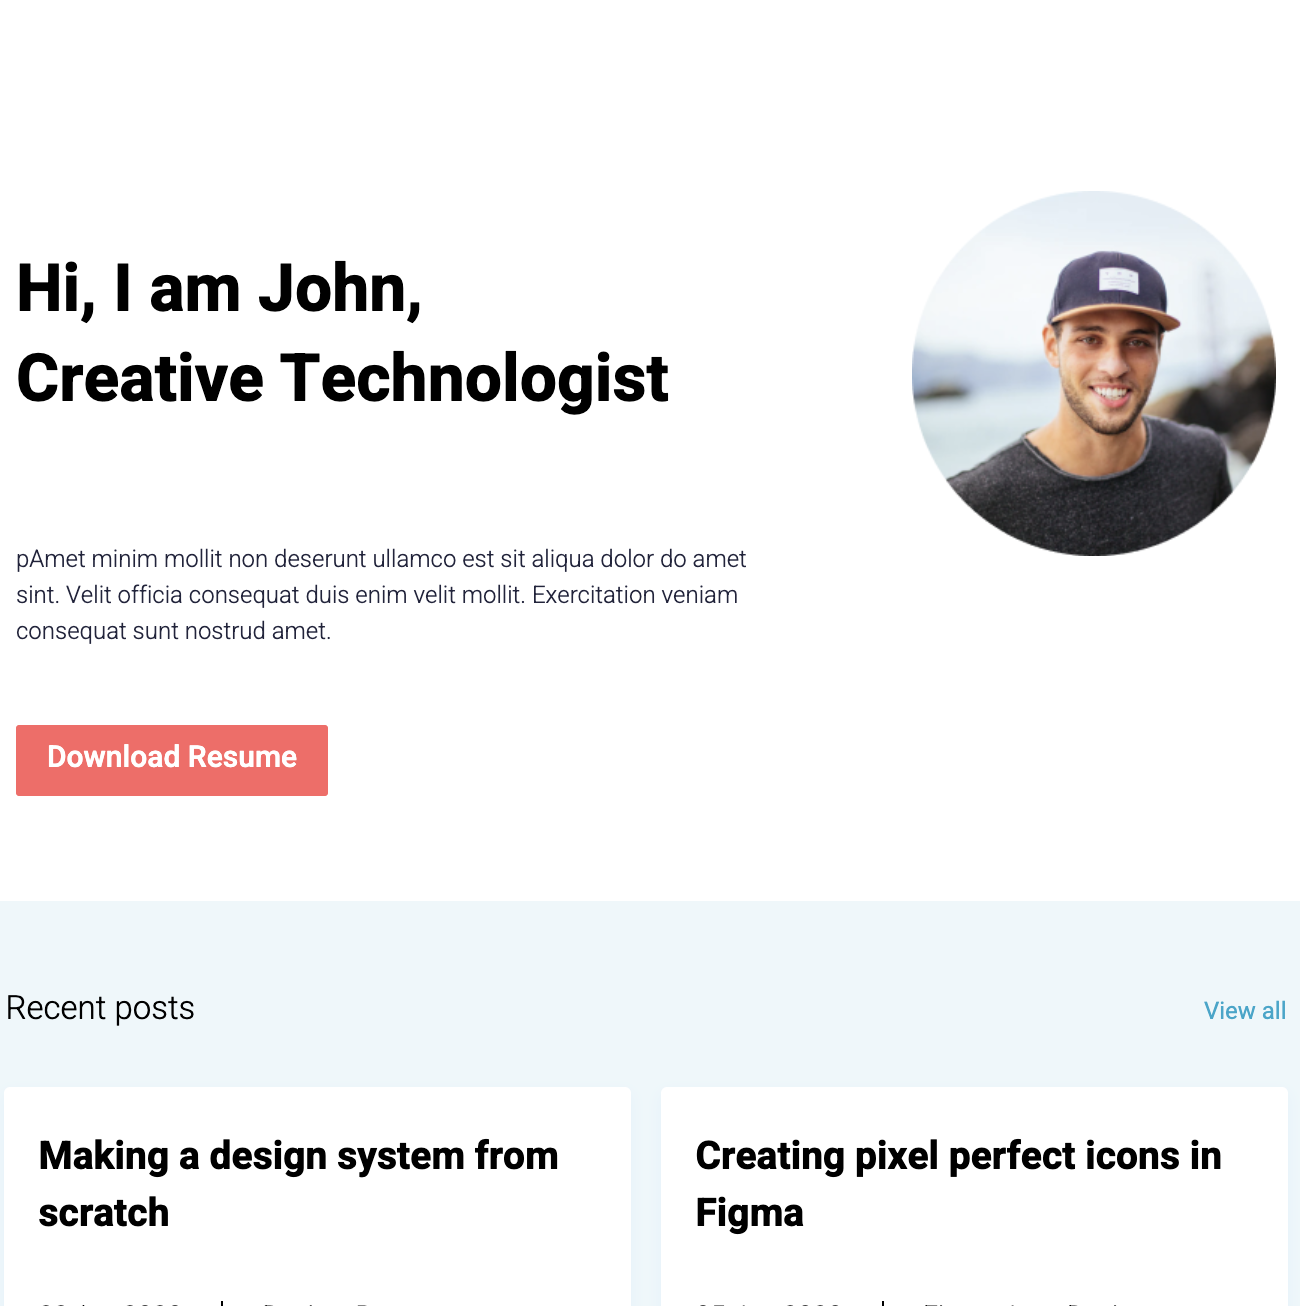 Hi, I am John,
Creative Technologist
pAmet minim mollit non deserunt ullamco est sit aliqua dolor do amet
sint. Velit officia consequat duis enim velit mollit. Exercitation veniam
consequat sunt nostrud amet.
Download Resume
Recent posts
View all
Making a design system from
scratch
Creating pixel perfect icons in
Figma